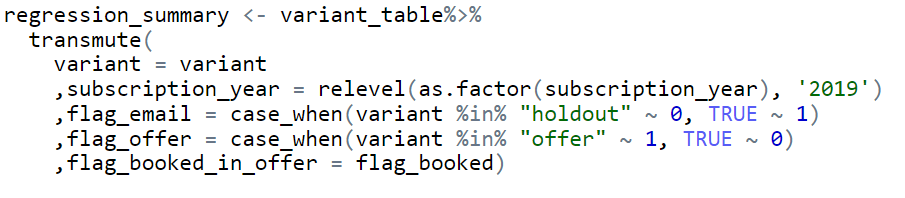 regression_summary <- variant_table%>%
  transmute(
    variant = variant
    ,subscription_year = relevel(as.factor(subscription_year), '2019')
    ,flag_email = case_when(variant %in% "holdout" ~ 0, TRUE ~ 1)
    ,flag_offer = case_when(variant %in% "offer" ~ 1, TRUE ~ 0)
    ,flag_booked_in_offer = flag_booked)